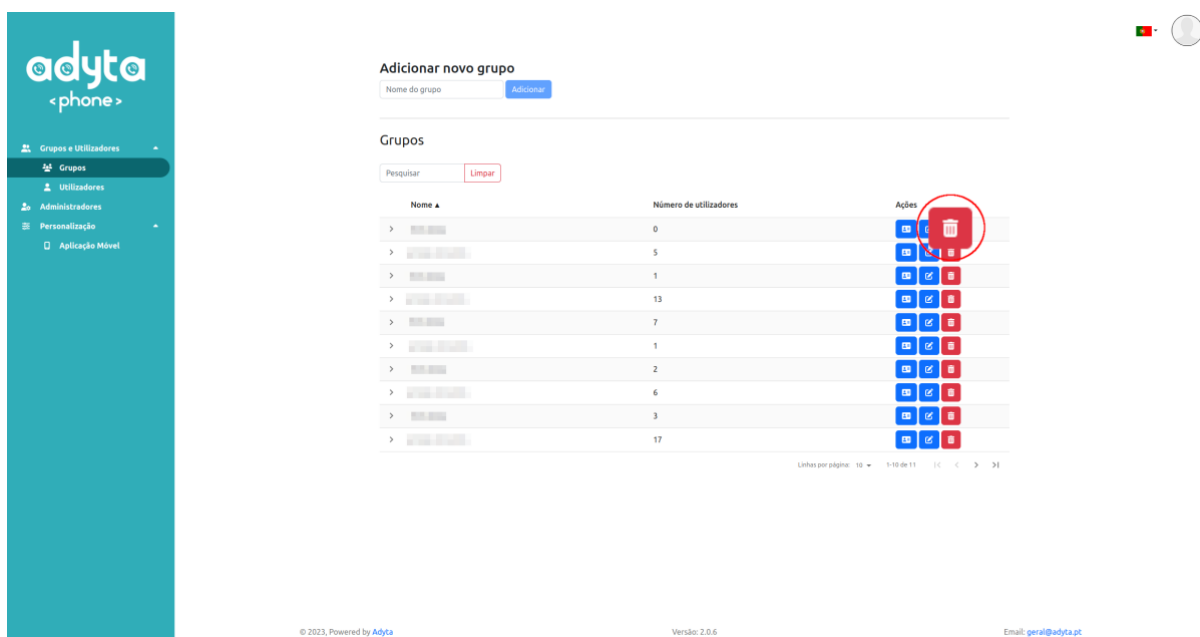 adyta
<phone>
Grupos e Utilizadores
Grupos
Utilizadores
Administradores
Personalização
Aplicação Móvel
Adicionar novo grupo
Nome do grupo
Adicionar
Grupos
Pesquisar
Limpar
Nome ▲ Número de utilizadores Ações
0
5
1
13
7
1
2
6
3
17
Linhas por página: 10 1-10 de 11
© 2023, Powered by Adyta Versão: 2.0.6 Email: geral@adyta.pt